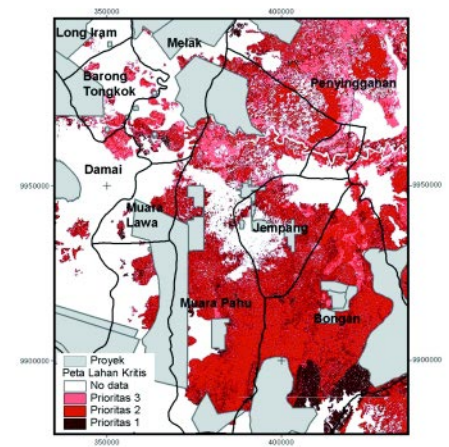 350000
400000
Long Iram
Melak
Barong
Tongkok
Penyinggahan
Damai
9950000
9950000
Muara
Lawa
Jempang
Muara Pahu
Bongan
9900000
9900000
Proyek
Peta Lahan Kritis
No data
Prioritas 3
Prioritas 2
Prioritas 1
350000
400000